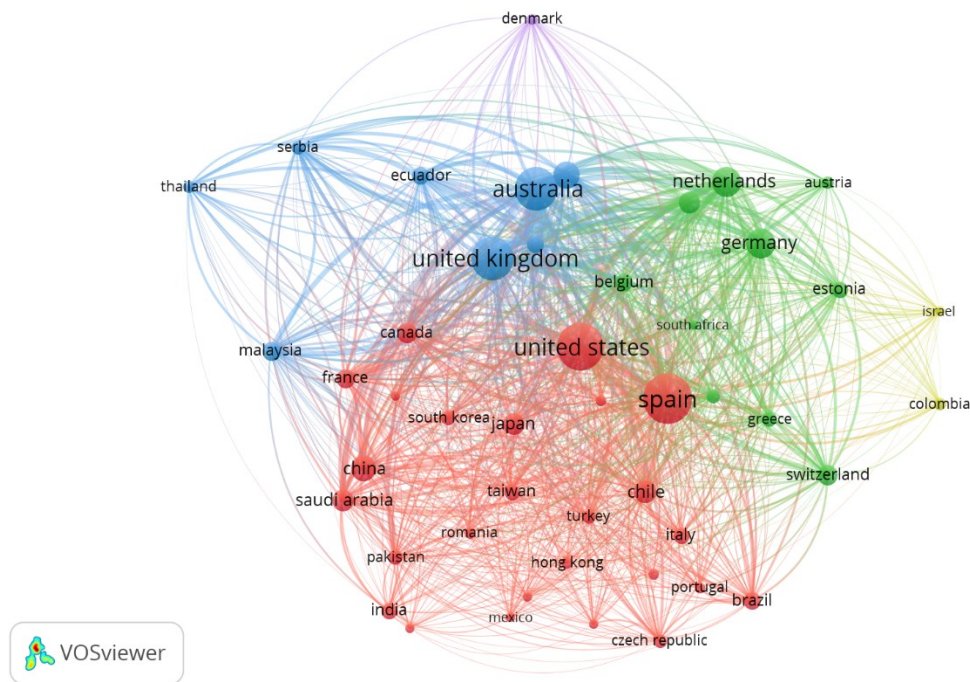 denmark
serbia
thailand
ecuador
australia
netherlands
austria
united kingdom
germany
belgium
estonia
israel
south africa
canada
united states
malaysia
france
spain
colombia
south korea
japan
greece
china
switzerland
saudi arabia
taiwan
chile
turkey
romania
italy
pakistan
hong kong
portugal
india
mexico
brazil
czech republic
VOSviewer